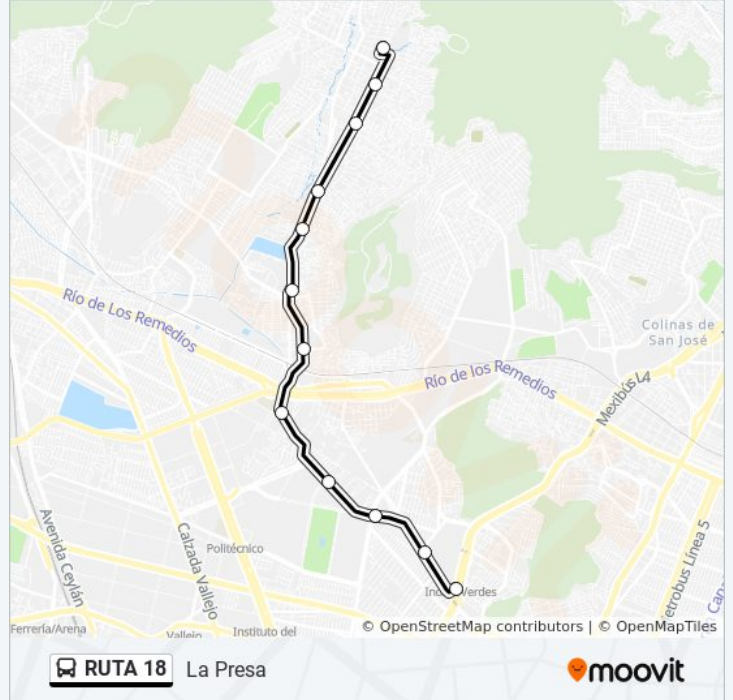 Río de Los Remedios
Colinas de
San José
Río de los Remedios
Mexibús L4
Avenida Ceylán
Calzada Vallejo
Politécnico
etrobus Línea 5
Indios Verdes
Ferrería/Arena
Vallejo
Instituto del
© OpenStreetMap contributors | © OpenMapTiles
RUTA 18
La Presa
moovit